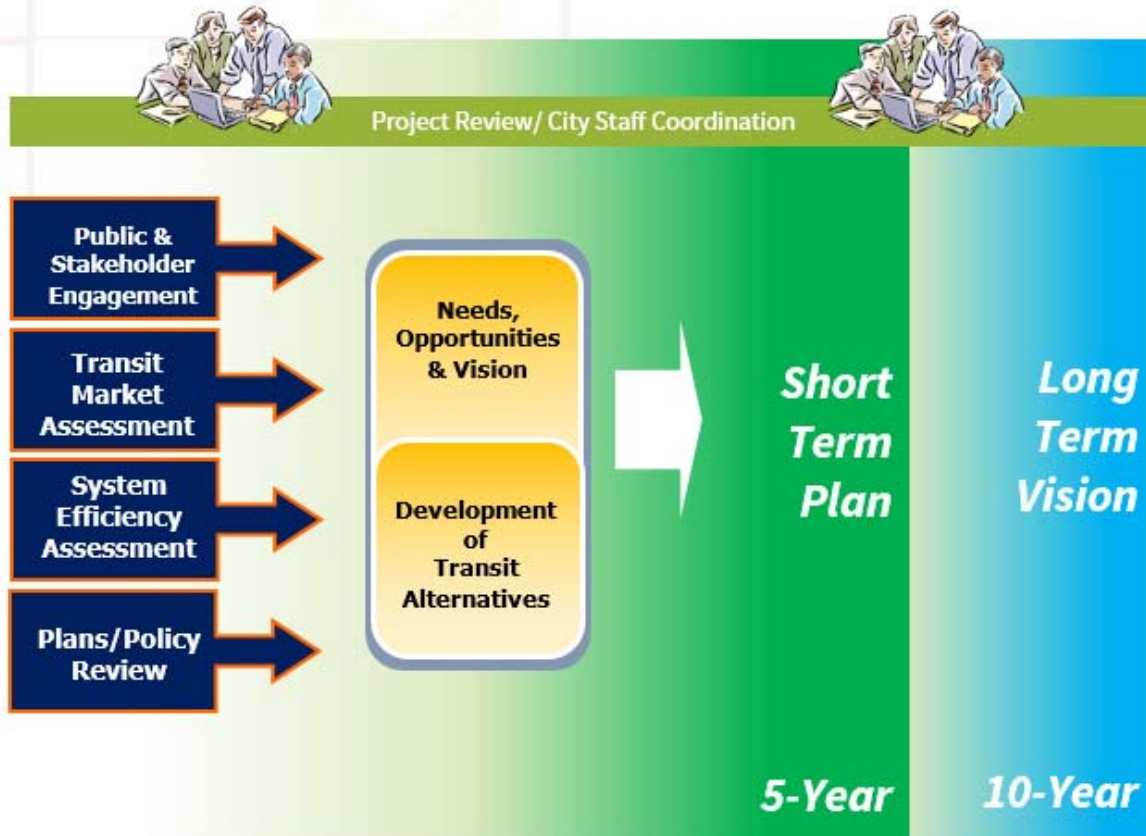 Project Review/ City Staff Coordination
Public &
Stakeholder
Engagement
Transit
Market
Assessment
System
Efficiency
Assessment
Plans/Policy
Review
Needs,
Opportunities
& Vision
Development
of
Transit
Alternatives
Short
Term
Plan
5-Year
Long
Term
Vision
10-Year